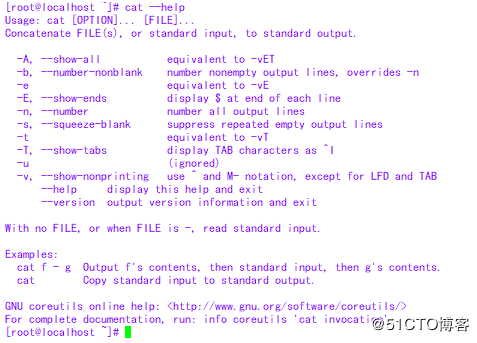 [root@localhost ~]# cat --help
Usage: cat [OPTION]... [FILE]...
Concatenate FILE(s), or standard input, to standard output.

  -A, --show-all           equivalent to -vET
  -b, --number-nonblank    number nonempty output lines, overrides -n
  -e                       equivalent to -vE
  -E, --show-ends          display $ at end of each line
  -n, --number             number all output lines
  -s, --squeeze-blank      suppress repeated empty output lines
  -t                       equivalent to -vT
  -T, --show-tabs          display TAB characters as ^I
  -u                       (ignored)
  -v, --show-nonprinting   use ^ and M- notation, except for LFD and TAB
      --help     display this help and exit
      --version  output version information and exit

With no FILE, or when FILE is -, read standard input.

Examples:
  cat f - g  Output f's contents, then standard input, then g's contents.
  cat        Copy standard input to standard output.

GNU coreutils online help: <http://www.gnu.org/software/coreutils/>
For complete documentation, run: info coreutils 'cat invocation'
[root@localhost ~]#
@51CTO博客